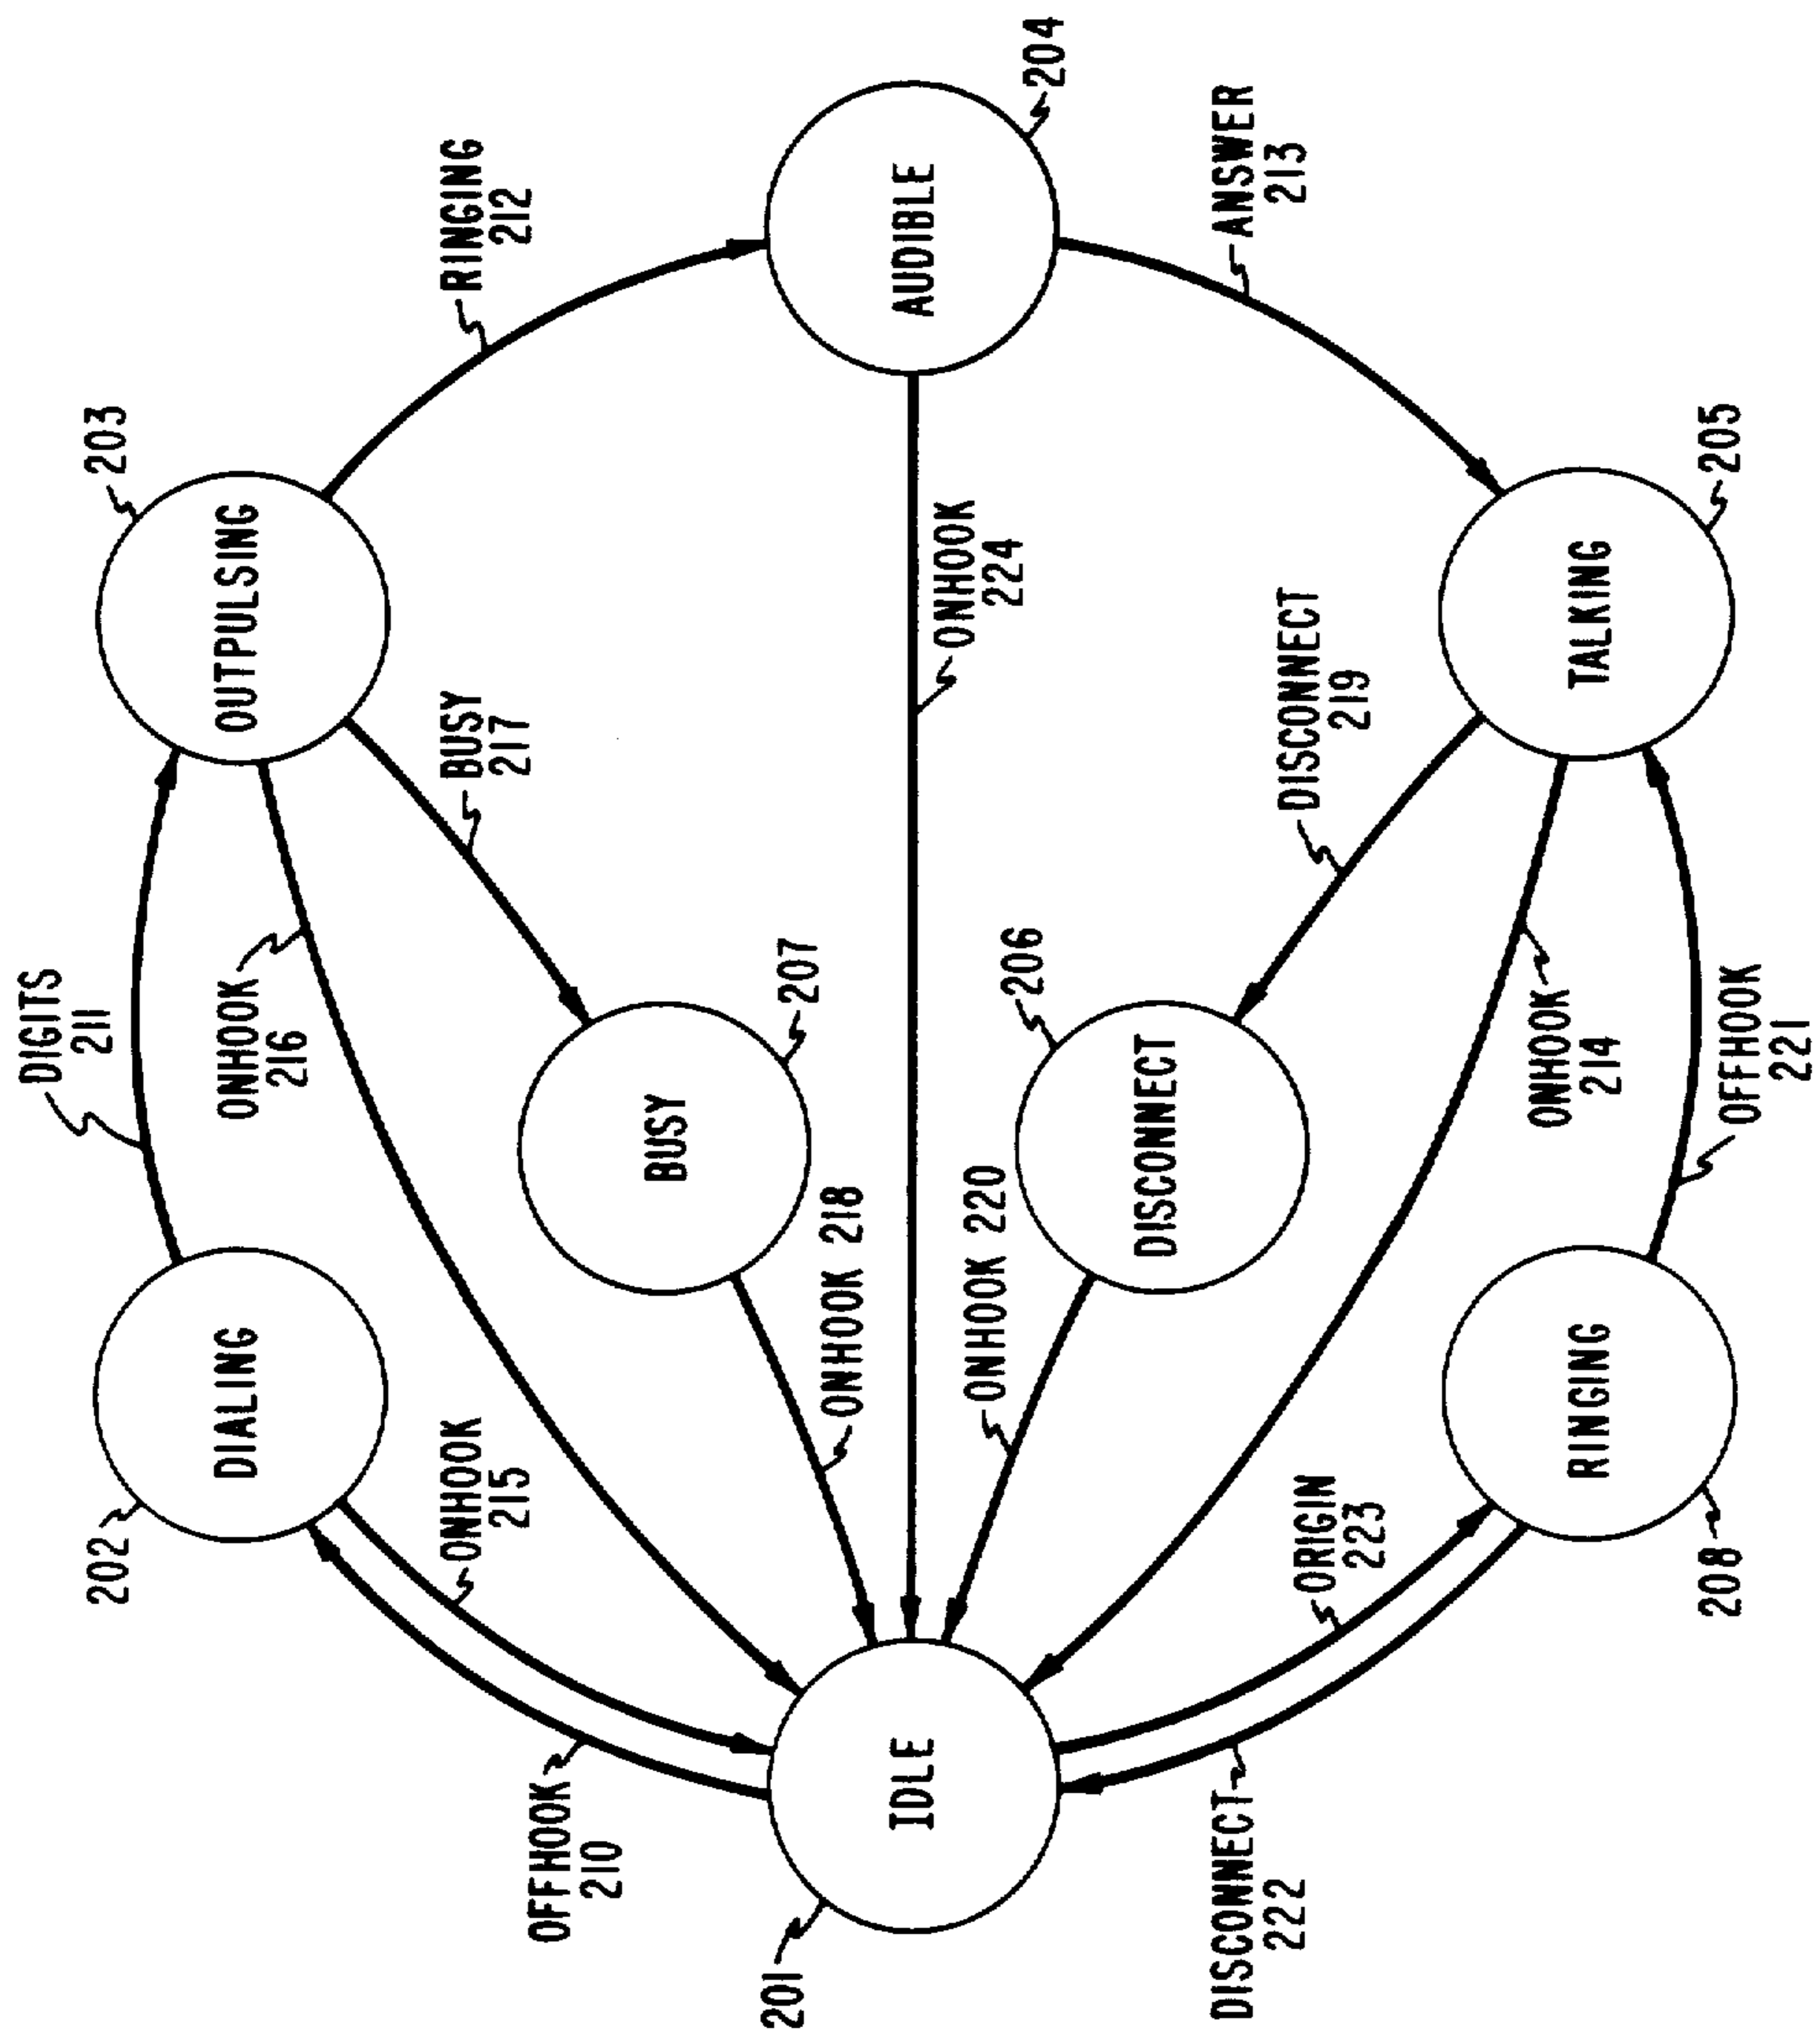 DIGITS
211
202
203
DIALING
ONHOOK
216
OUTPULSING
ONHOOK
215
BUSY
217
RINGING
212
OFFHOOK
210
BUSY
201
207
ONHOOK 218
IDLE
AUDIBLE
ONHOOK
224
ONHOOK 220
206
204
DISCONNECT
DISCONNECT
222
ANSWER
213
ORIGIN
223
DISCONNECT
219
ONHOOK
214
RINGING
TALKING
208
205
OFFHOOK
221